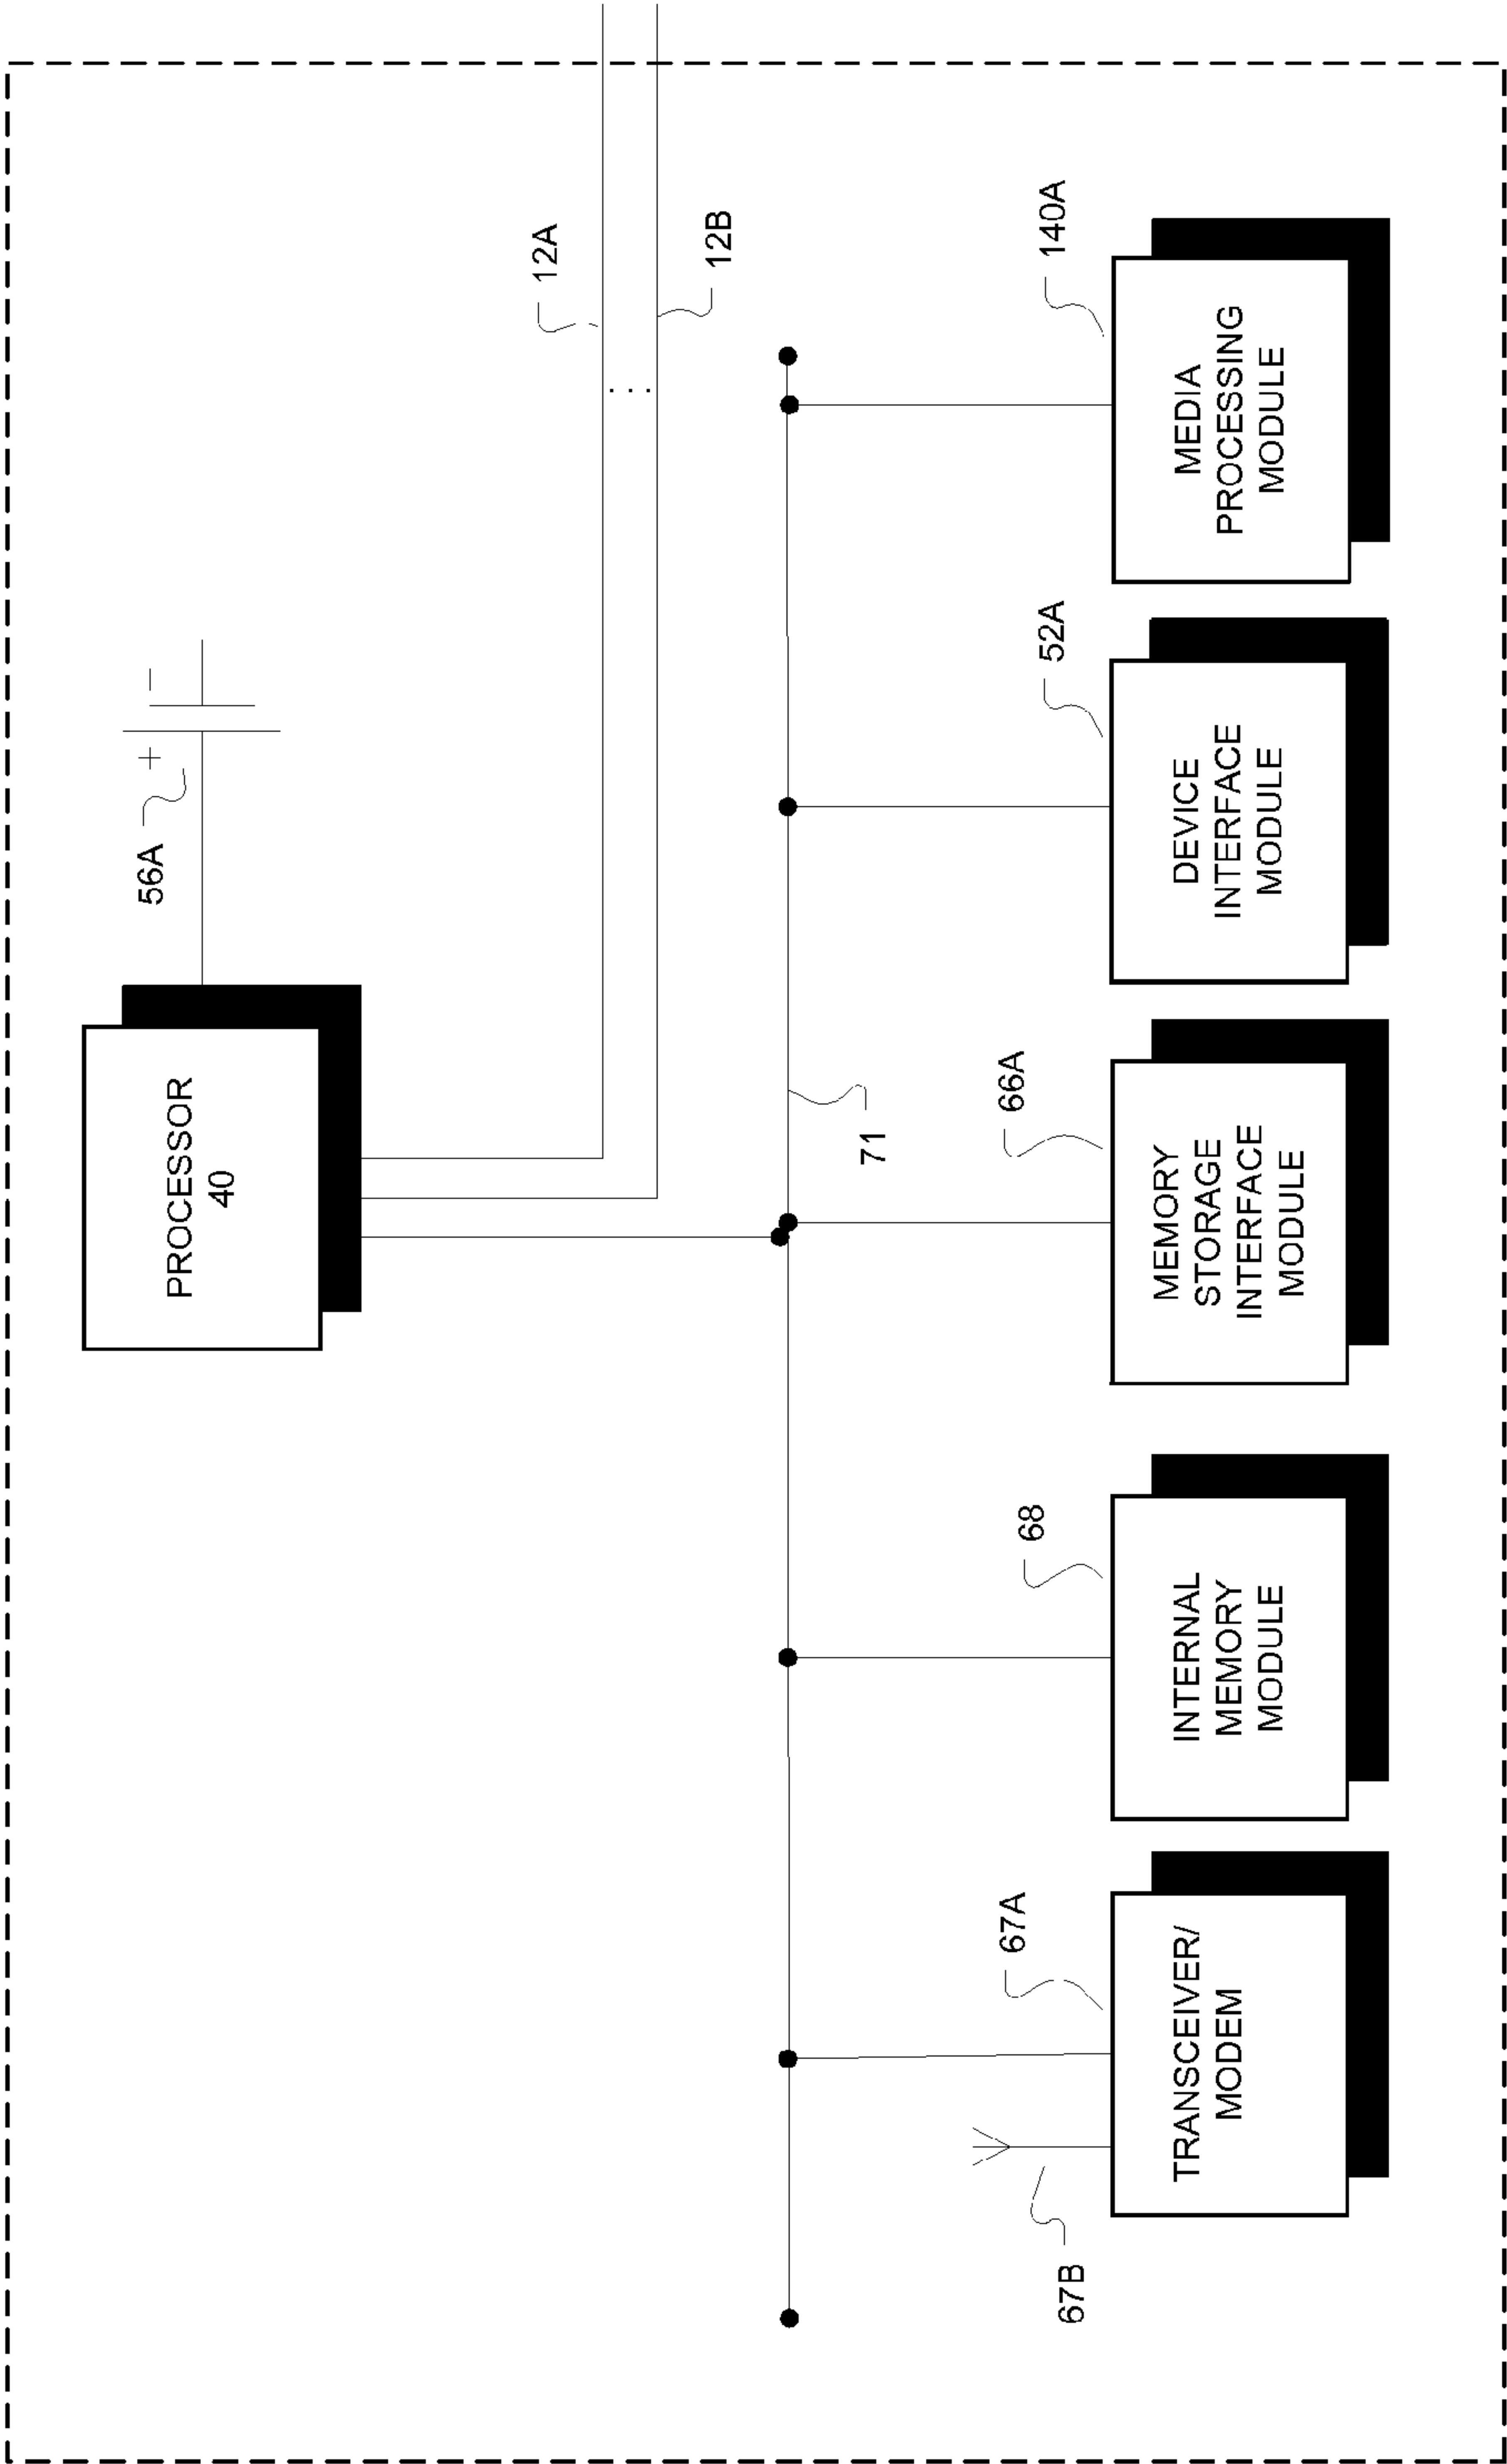 PROCESSOR
40
56A
+
−
12A
. . .
12B
71
67B
67A
TRANSCEIVER/
MODEM
68
INTERNAL
MEMORY
MODULE
66A
MEMORY
STORAGE
INTERFACE
MODULE
52A
DEVICE
INTERFACE
MODULE
140A
MEDIA
PROCESSING
MODULE